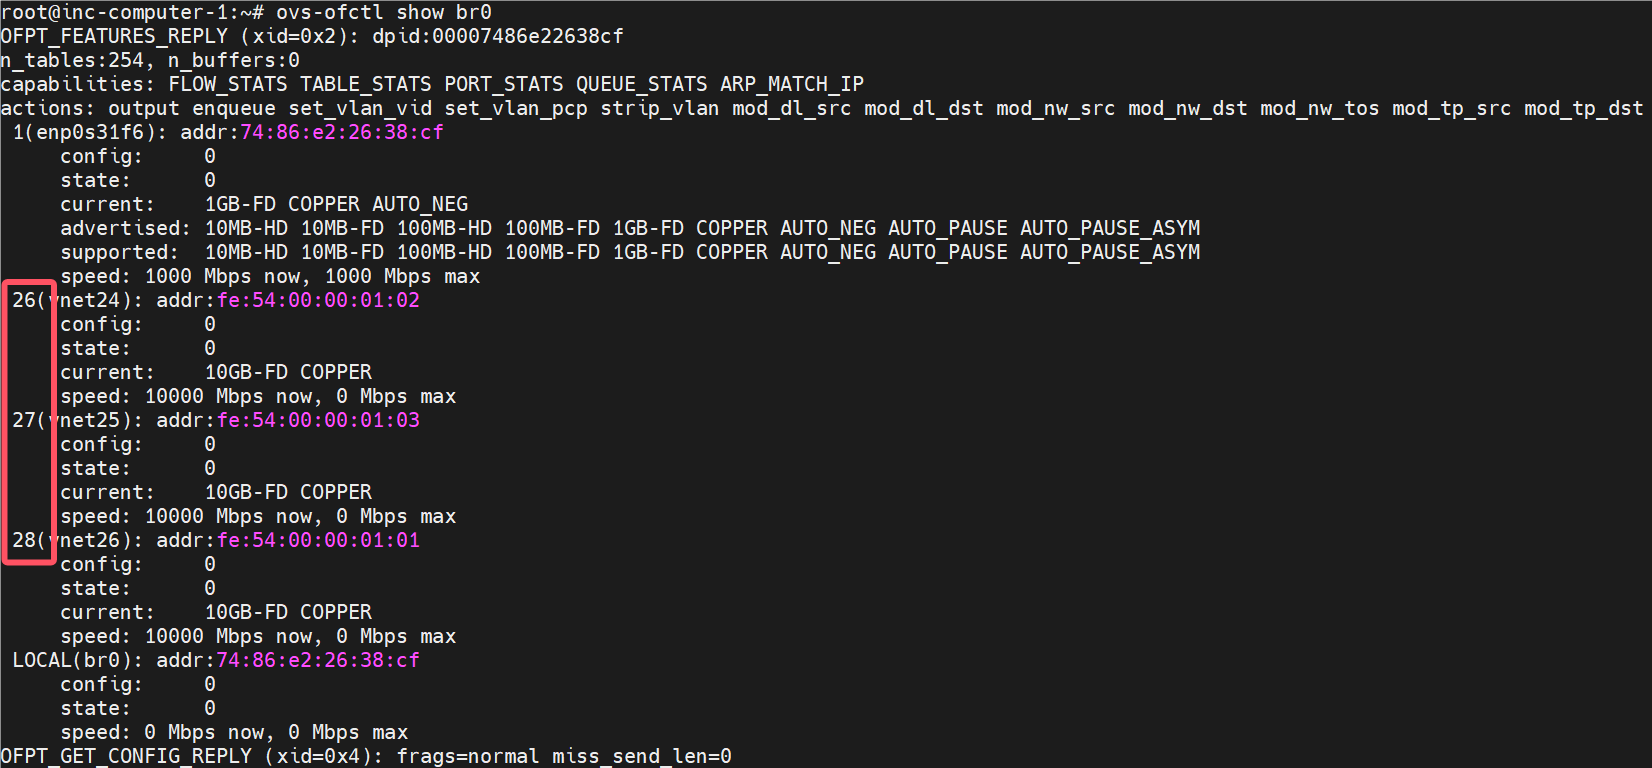 root@inc-computer-1:~# ovs-ofctl show br0
OFPT_FEATURES_REPLY (xid=0x2): dpid:00007486e22638cf
n_tables:254, n_buffers:0
capabilities: FLOW_STATS TABLE_STATS PORT_STATS QUEUE_STATS ARP_MATCH_IP
actions: output enqueue set_vlan_vid set_vlan_pcp strip_vlan mod_dl_src mod_dl_dst mod_nw_src mod_nw_dst mod_nw_tos mod_tp_src mod_tp_dst
 1(enp0s31f6): addr:74:86:e2:26:38:cf
     config:     0
     state:      0
     current:    1GB-FD COPPER AUTO_NEG
     advertised: 10MB-HD 10MB-FD 100MB-HD 100MB-FD 1GB-FD COPPER AUTO_NEG AUTO_PAUSE AUTO_PAUSE_ASYM
     supported:  10MB-HD 10MB-FD 100MB-HD 100MB-FD 1GB-FD COPPER AUTO_NEG AUTO_PAUSE AUTO_PAUSE_ASYM
     speed: 1000 Mbps now, 1000 Mbps max
 26(vnet24): addr:fe:54:00:00:01:02
     config:     0
     state:      0
     current:    10GB-FD COPPER
     speed: 10000 Mbps now, 0 Mbps max
 27(vnet25): addr:fe:54:00:00:01:03
     config:     0
     state:      0
     current:    10GB-FD COPPER
     speed: 10000 Mbps now, 0 Mbps max
 28(vnet26): addr:fe:54:00:00:01:01
     config:     0
     state:      0
     current:    10GB-FD COPPER
     speed: 10000 Mbps now, 0 Mbps max
 LOCAL(br0): addr:74:86:e2:26:38:cf
     config:     0
     state:      0
     speed: 0 Mbps now, 0 Mbps max
OFPT_GET_CONFIG_REPLY (xid=0x4): frags=normal miss_send_len=0